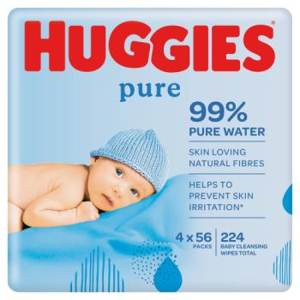 HUGGIES
pure
99%
PURE WATER
SKIN LOVING
NATURAL FIBRES
HELPS TO
PREVENT SKIN
IRRITATION*
4 x 56 224
PACKS BABY CLEANSING
WIPES TOTAL